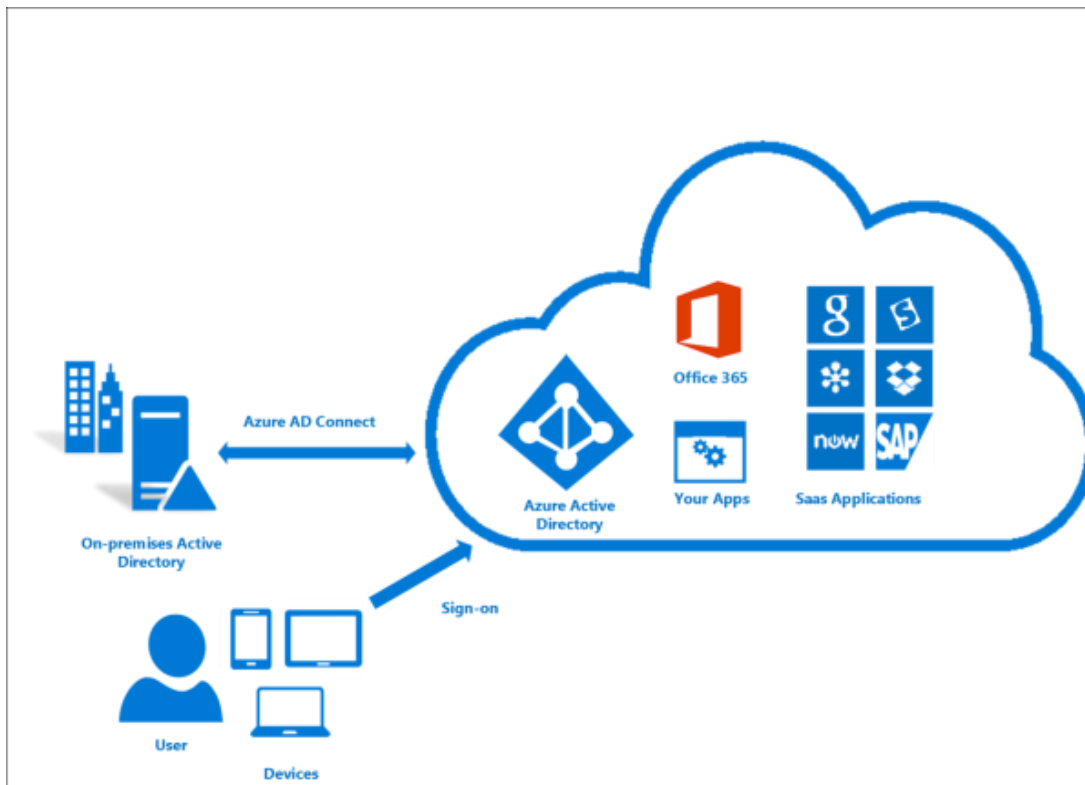 Office 365
g
S
now
SAP
Azure AD Connect
Azure Active
Directory
Your Apps
Saas Applications
On-premises Active
Directory
Sign-on
User
Devices